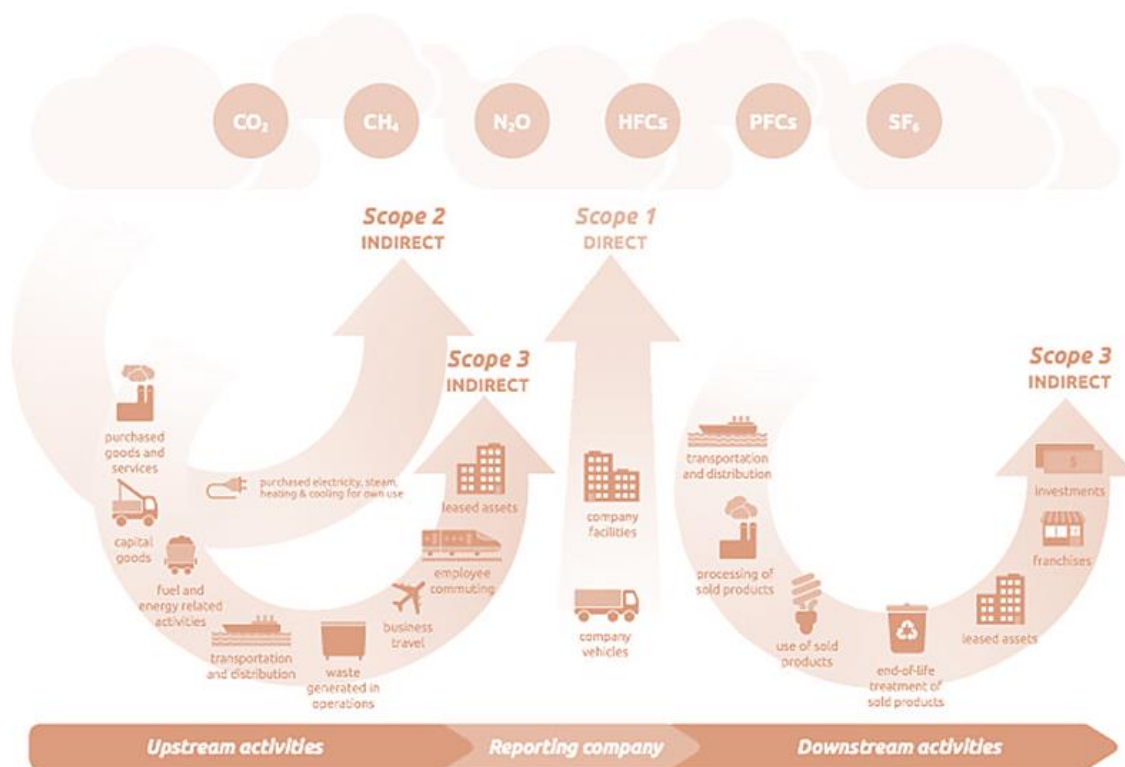 CO₂
CH₄
N₂O
HFCs
PFCs
SF₆
Scope 2
INDIRECT
Scope 1
DIRECT
Scope 3
INDIRECT
Scope 3
INDIRECT
purchased
goods and
services
capital
goods
fuel and
energy related
activities
transportation
and distribution
waste
generated in
operations
business
travel
employee
commuting
leased assets
purchased electricity, steam,
heating & cooling for own use
company
facilities
company
vehicles
transportation
and distribution
processing of
sold products
use of sold
products
end-of-life
treatment of
sold products
leased assets
franchises
$
investments
Upstream activities
Reporting company
Downstream activities